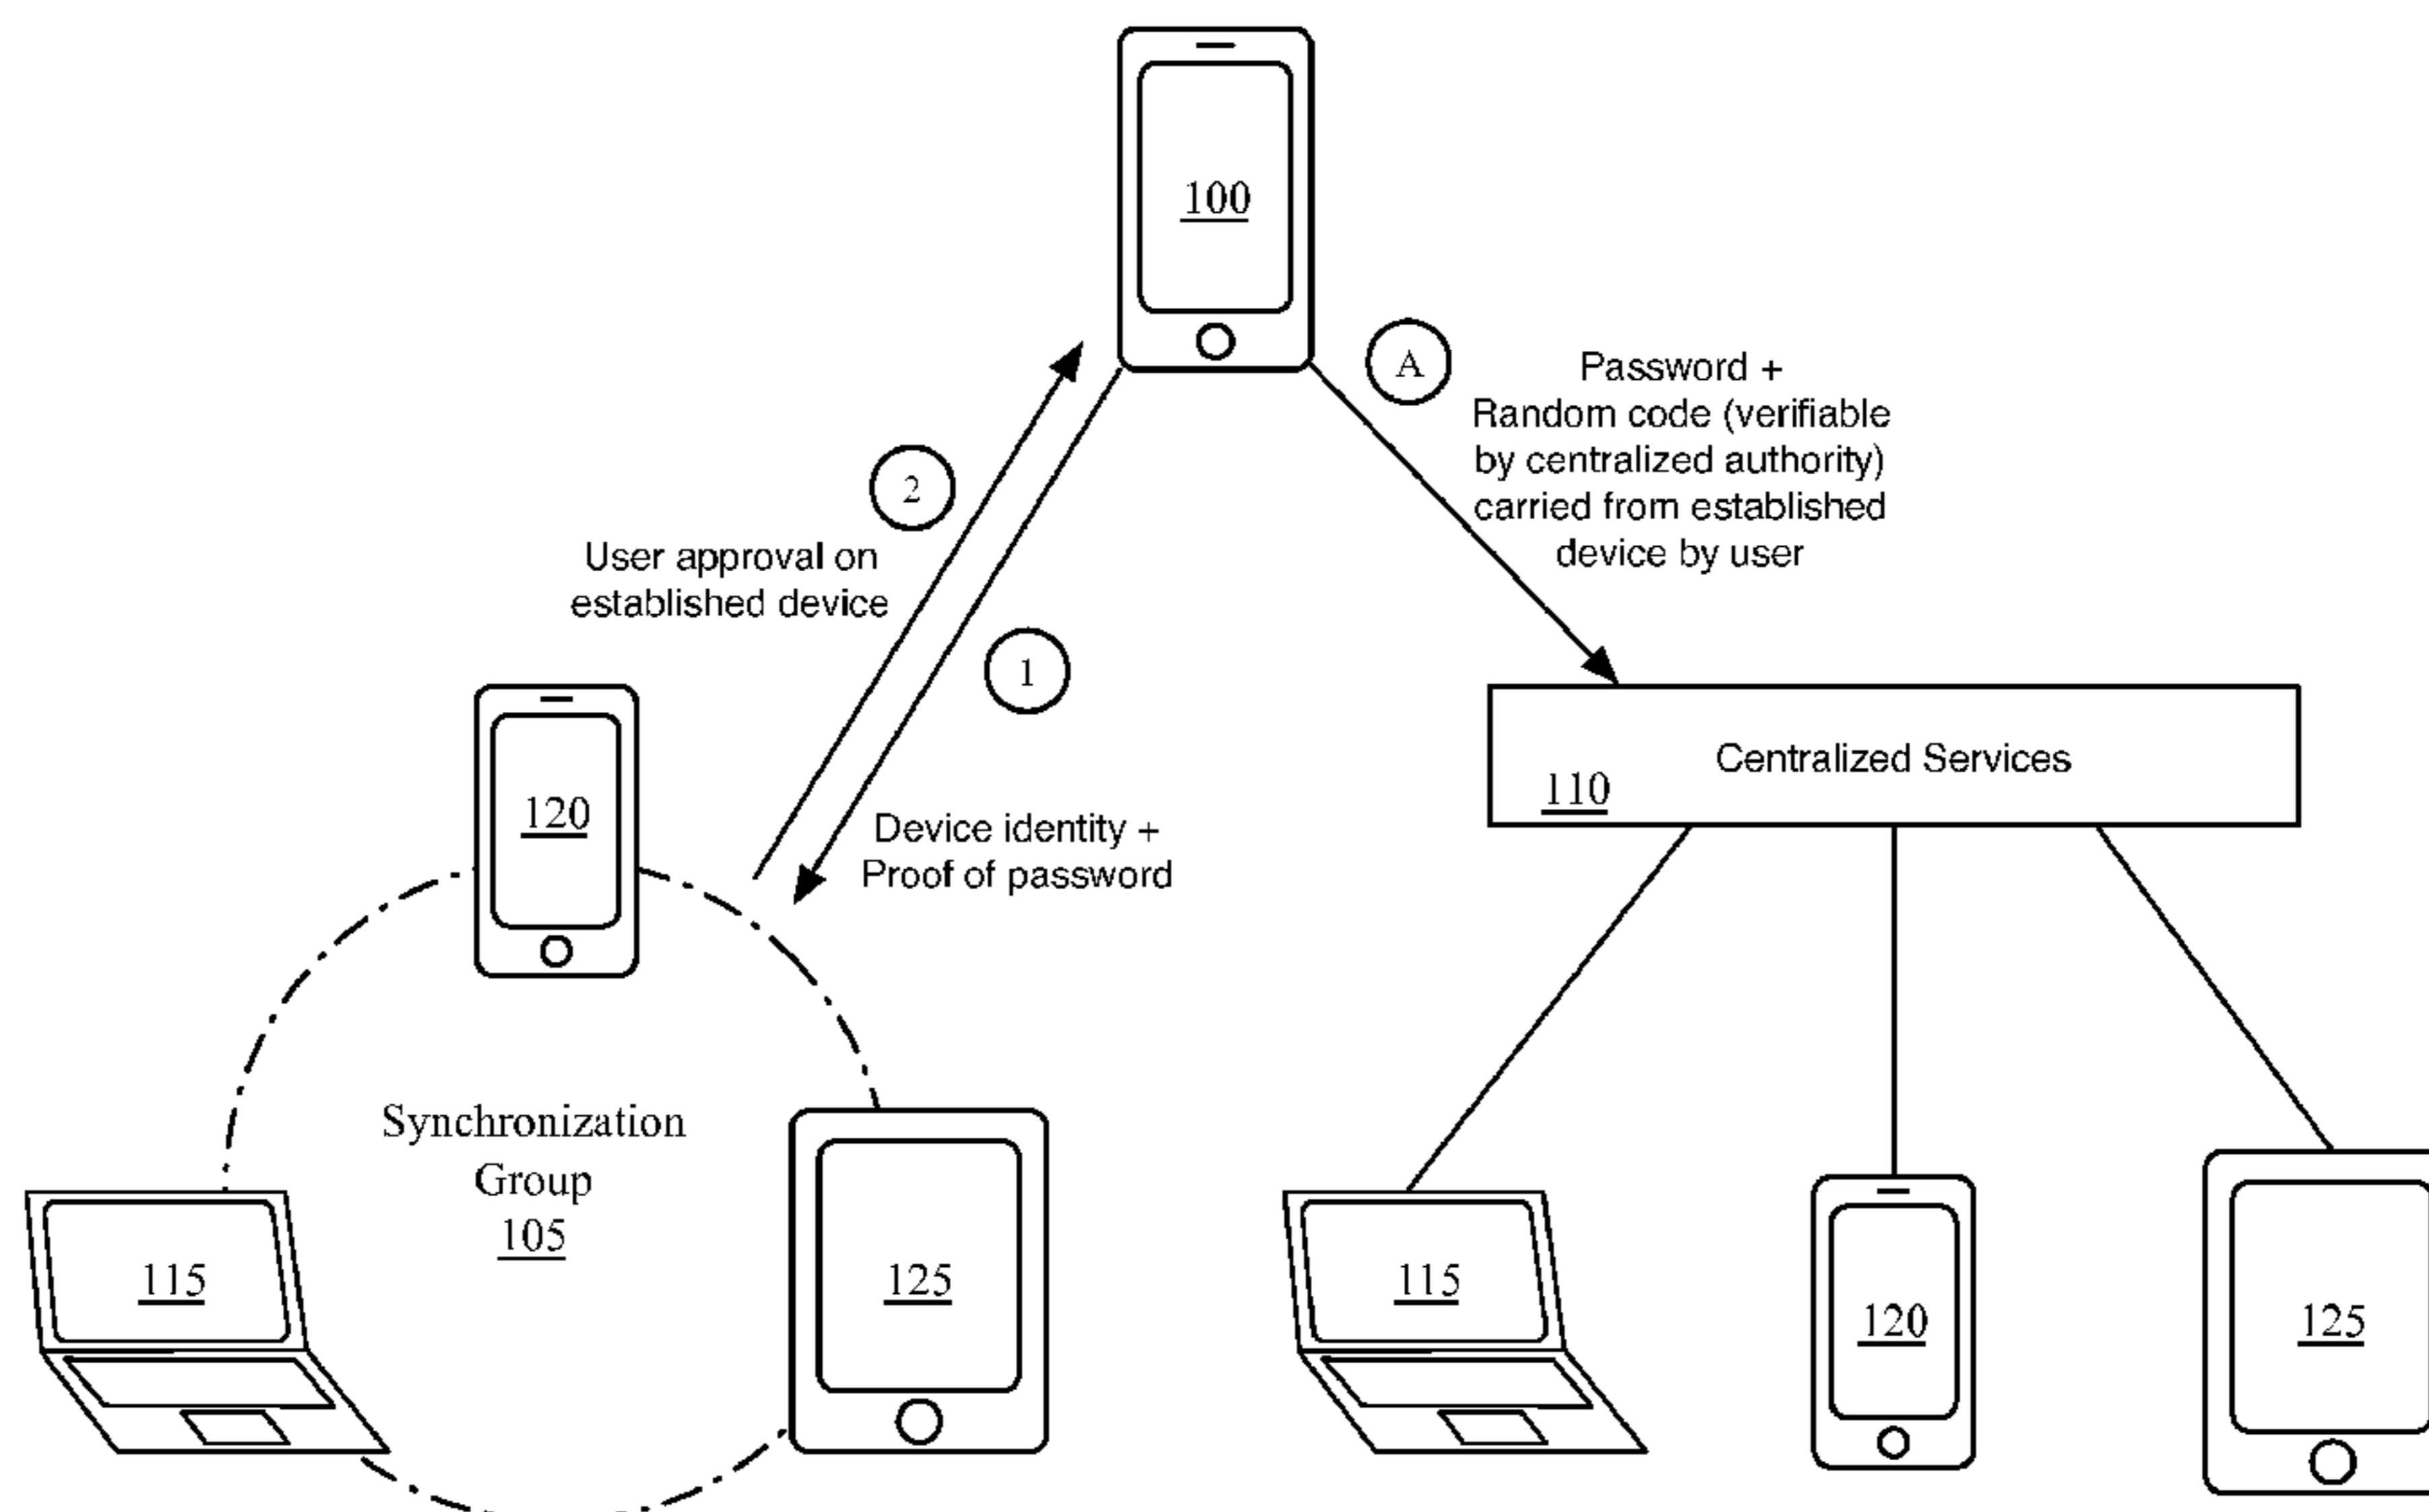 100
A
Password +
Random code (verifiable
by centralized authority)
carried from established
device by user
2
User approval on
established device
1
Device identity +
Proof of password
120
Centralized Services
110
Synchronization
Group
105
115
125
115
120
125